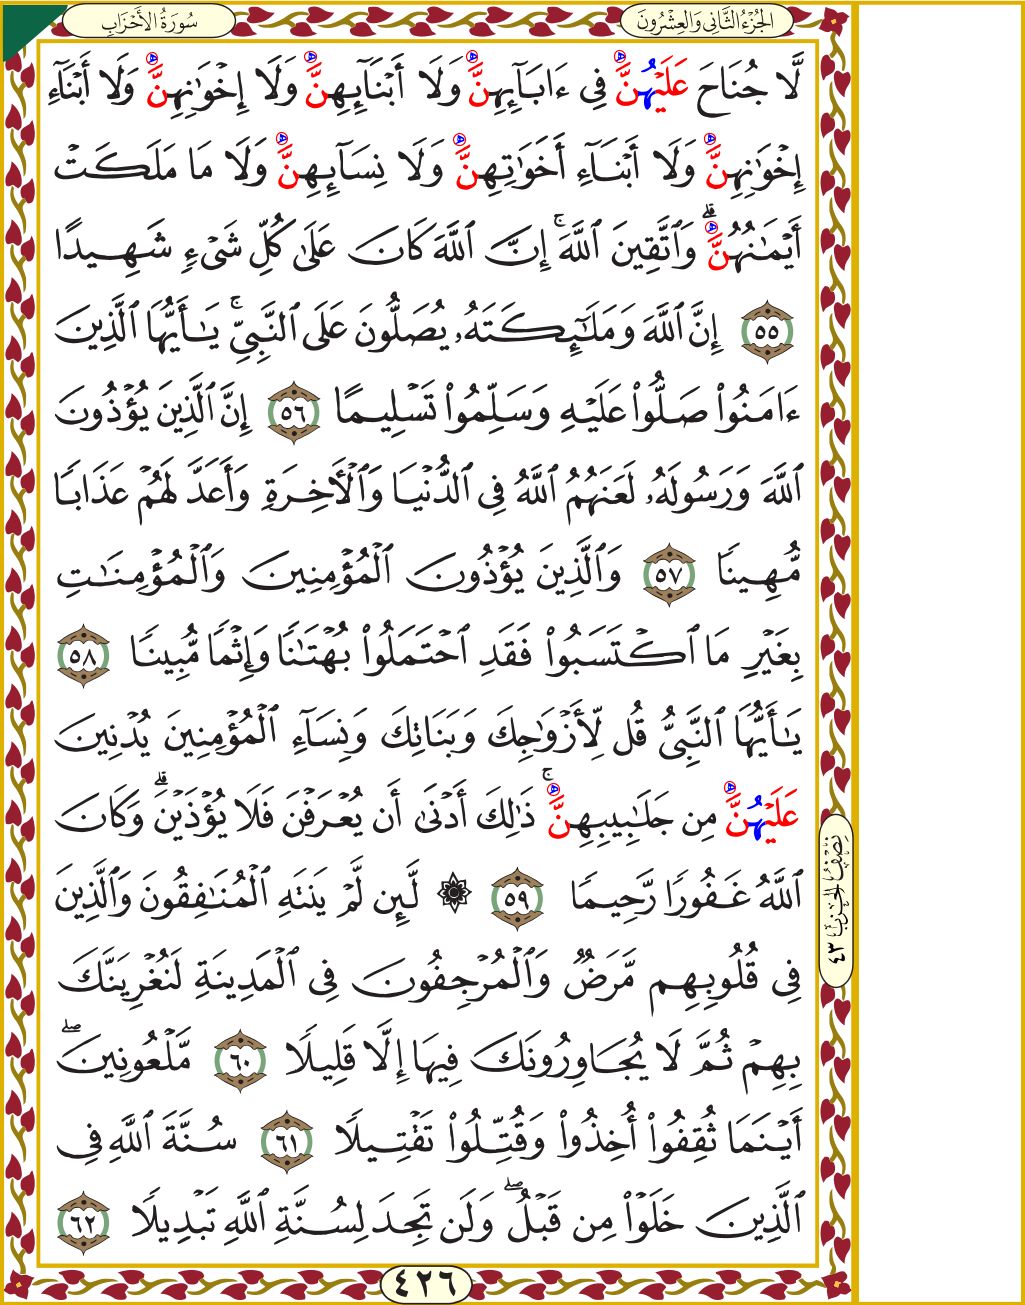 الجُزْءُ الثَّانِي وَالعِشْرُونَ
سُورَةُ الأَحْزَابِ
لَّا جُنَاحَ عَلَيْهُنَّ فِىٓ ءَابَآئِهِنَّ وَلَآ أَبْنَآئِهِنَّ وَلَآ إِخْوَٰنِهِنَّ وَلَآ أَبْنَآءِ
إِخْوَٰنِهِنَّ وَلَآ أَبْنَآءِ أَخَوَٰتِهِنَّ وَلَا نِسَآئِهِنَّ وَلَا مَا مَلَكَتْ
أَيْمَٰنُهُنَّۗ وَٱتَّقِينَ ٱللَّهَۚ إِنَّ ٱللَّهَ كَانَ عَلَىٰ كُلِّ شَىْءٍ شَهِيدًا
٥٥ إِنَّ ٱللَّهَ وَمَلَٰٓئِكَتَهُۥ يُصَلُّونَ عَلَى ٱلنَّبِىِّۚ يَٰٓأَيُّهَا ٱلَّذِينَ
ءَامَنُوا۟ صَلُّوا۟ عَلَيْهِ وَسَلِّمُوا۟ تَسْلِيمًا ٥٦ إِنَّ ٱلَّذِينَ يُؤْذُونَ
ٱللَّهَ وَرَسُولَهُۥ لَعَنَهُمُ ٱللَّهُ فِى ٱلدُّنْيَا وَٱلْـَٔاخِرَةِ وَأَعَدَّ لَهُمْ عَذَابًا
مُّهِينًا ٥٧ وَٱلَّذِينَ يُؤْذُونَ ٱلْمُؤْمِنِينَ وَٱلْمُؤْمِنَٰتِ
بِغَيْرِ مَا ٱكْتَسَبُوا۟ فَقَدِ ٱحْتَمَلُوا۟ بُهْتَٰنًا وَإِثْمًا مُّبِينًا ٥٨
يَٰٓأَيُّهَا ٱلنَّبِىُّ قُل لِّأَزْوَٰجِكَ وَبَنَاتِكَ وَنِسَآءِ ٱلْمُؤْمِنِينَ يُدْنِينَ
عَلَيْهُنَّ مِن جَلَٰبِيبِهِنَّۚ ذَٰلِكَ أَدْنَىٰٓ أَن يُعْرَفْنَ فَلَا يُؤْذَيْنَۗ وَكَانَ
ٱللَّهُ غَفُورًا رَّحِيمًا ٥٩ ۞ لَّئِن لَّمْ يَنتَهِ ٱلْمُنَٰفِقُونَ وَٱلَّذِينَ
فِى قُلُوبِهِم مَّرَضٌ وَٱلْمُرْجِفُونَ فِى ٱلْمَدِينَةِ لَنُغْرِيَنَّكَ
بِهِمْ ثُمَّ لَا يُجَاوِرُونَكَ فِيهَآ إِلَّا قَلِيلًا ٦٠ مَّلْعُونِينَۖ
أَيْنَمَا ثُقِفُوٓا۟ أُخِذُوا۟ وَقُتِّلُوا۟ تَقْتِيلًا ٦١ سُنَّةَ ٱللَّهِ فِى
ٱلَّذِينَ خَلَوْا۟ مِن قَبْلُۖ وَلَن تَجِدَ لِسُنَّةِ ٱللَّهِ تَبْدِيلًا ٦٢
نِصْفُ الحِزْبِ ٤٣
٤٢٦